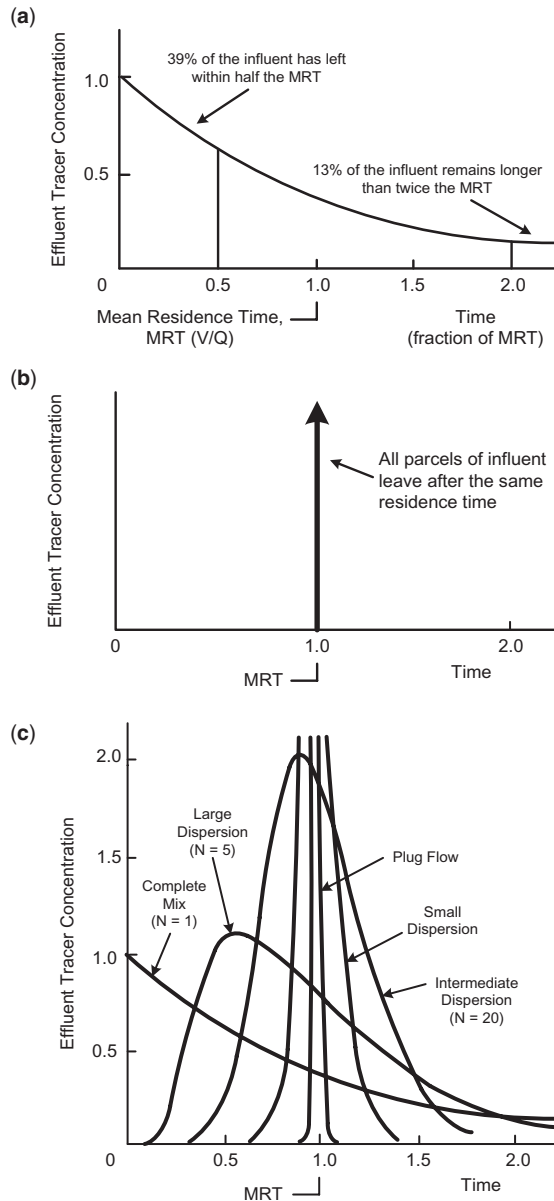 (a)
39% of the influent has left
within half the MRT
1.0
13% of the influent remains longer
than twice the MRT
0.5
Effluent Tracer Concentration
0
0.5
1.0
1.5
2.0
Mean Residence Time,
MRT (V/Q)
Time
(fraction of MRT)
(b)
Effluent Tracer Concentration
All parcels of influent
leave after the same
residence time
0
1.0
2.0
MRT
Time
(c)
2.0
Large
Dispersion
(N = 5)
1.5
Plug Flow
Complete
Mix
(N = 1)
Small
Dispersion
1.0
Intermediate
Dispersion
(N = 20)
0.5
Effluent Tracer Concentration
0
0.5
1.0
1.5
2.0
MRT
Time